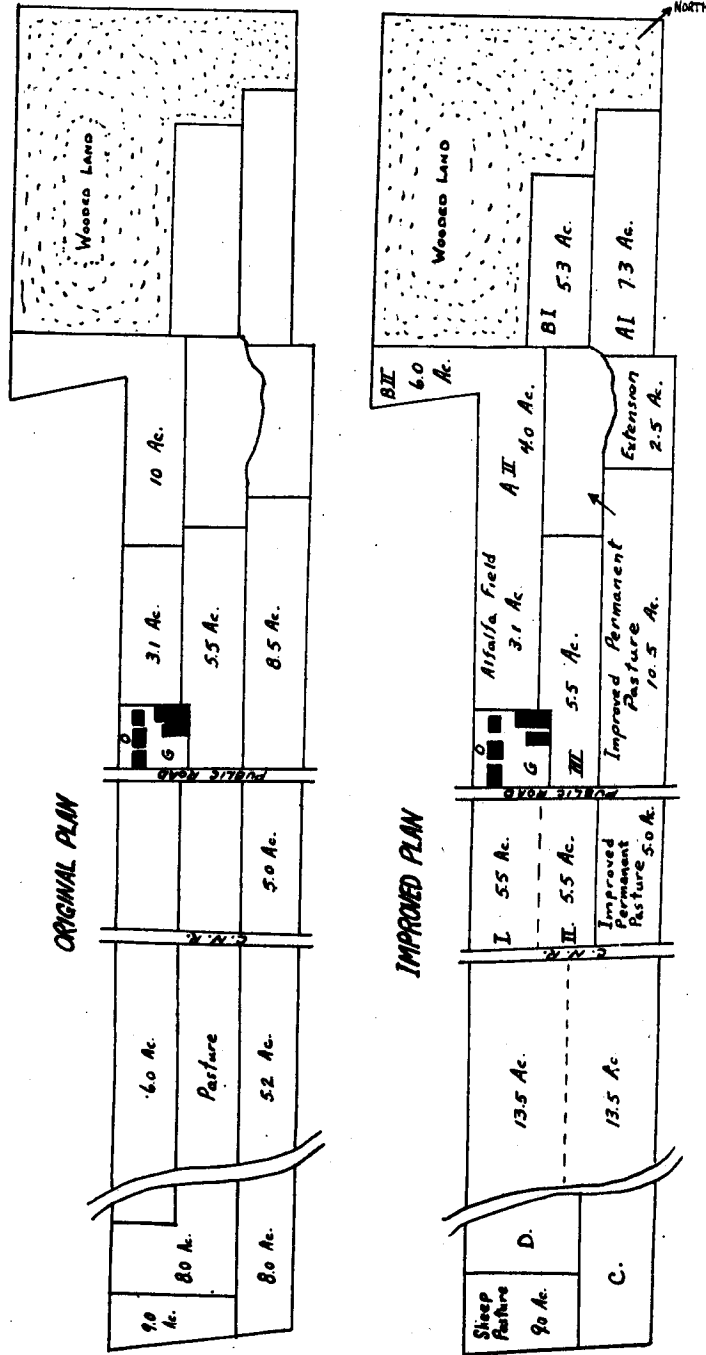 ORIGINAL PLAN
WOODED LAND
10 Ac.
3.1 Ac.
5.5 Ac.
8.5 Ac.
O
G
PUBLIC ROAD
5.0 Ac.
C.N.R.
6.0 Ac.
Pasture
5.2 Ac.
8.0 Ac.
8.0 Ac.
9.0
Ac.
IMPROVED PLAN
NORTH
WOODED LAND
BI 5.3 Ac.
AI 7.3 Ac.
BII
6.0
Ac.
AII
4.0 Ac.
Extension
2.5 Ac.
Alfalfa Field
3.1 Ac.
O
G
III 5.5 Ac.
Improved Permanent
Pasture
10.5 Ac.
PUBLIC ROAD
I 5.5 Ac.
II. 5.5 Ac.
Improved
Permanent
Pasture 5.0 Ac.
C.N.R.
13.5 Ac.
13.5 Ac
D.
C.
Sheep
Pasture
9.0 Ac.